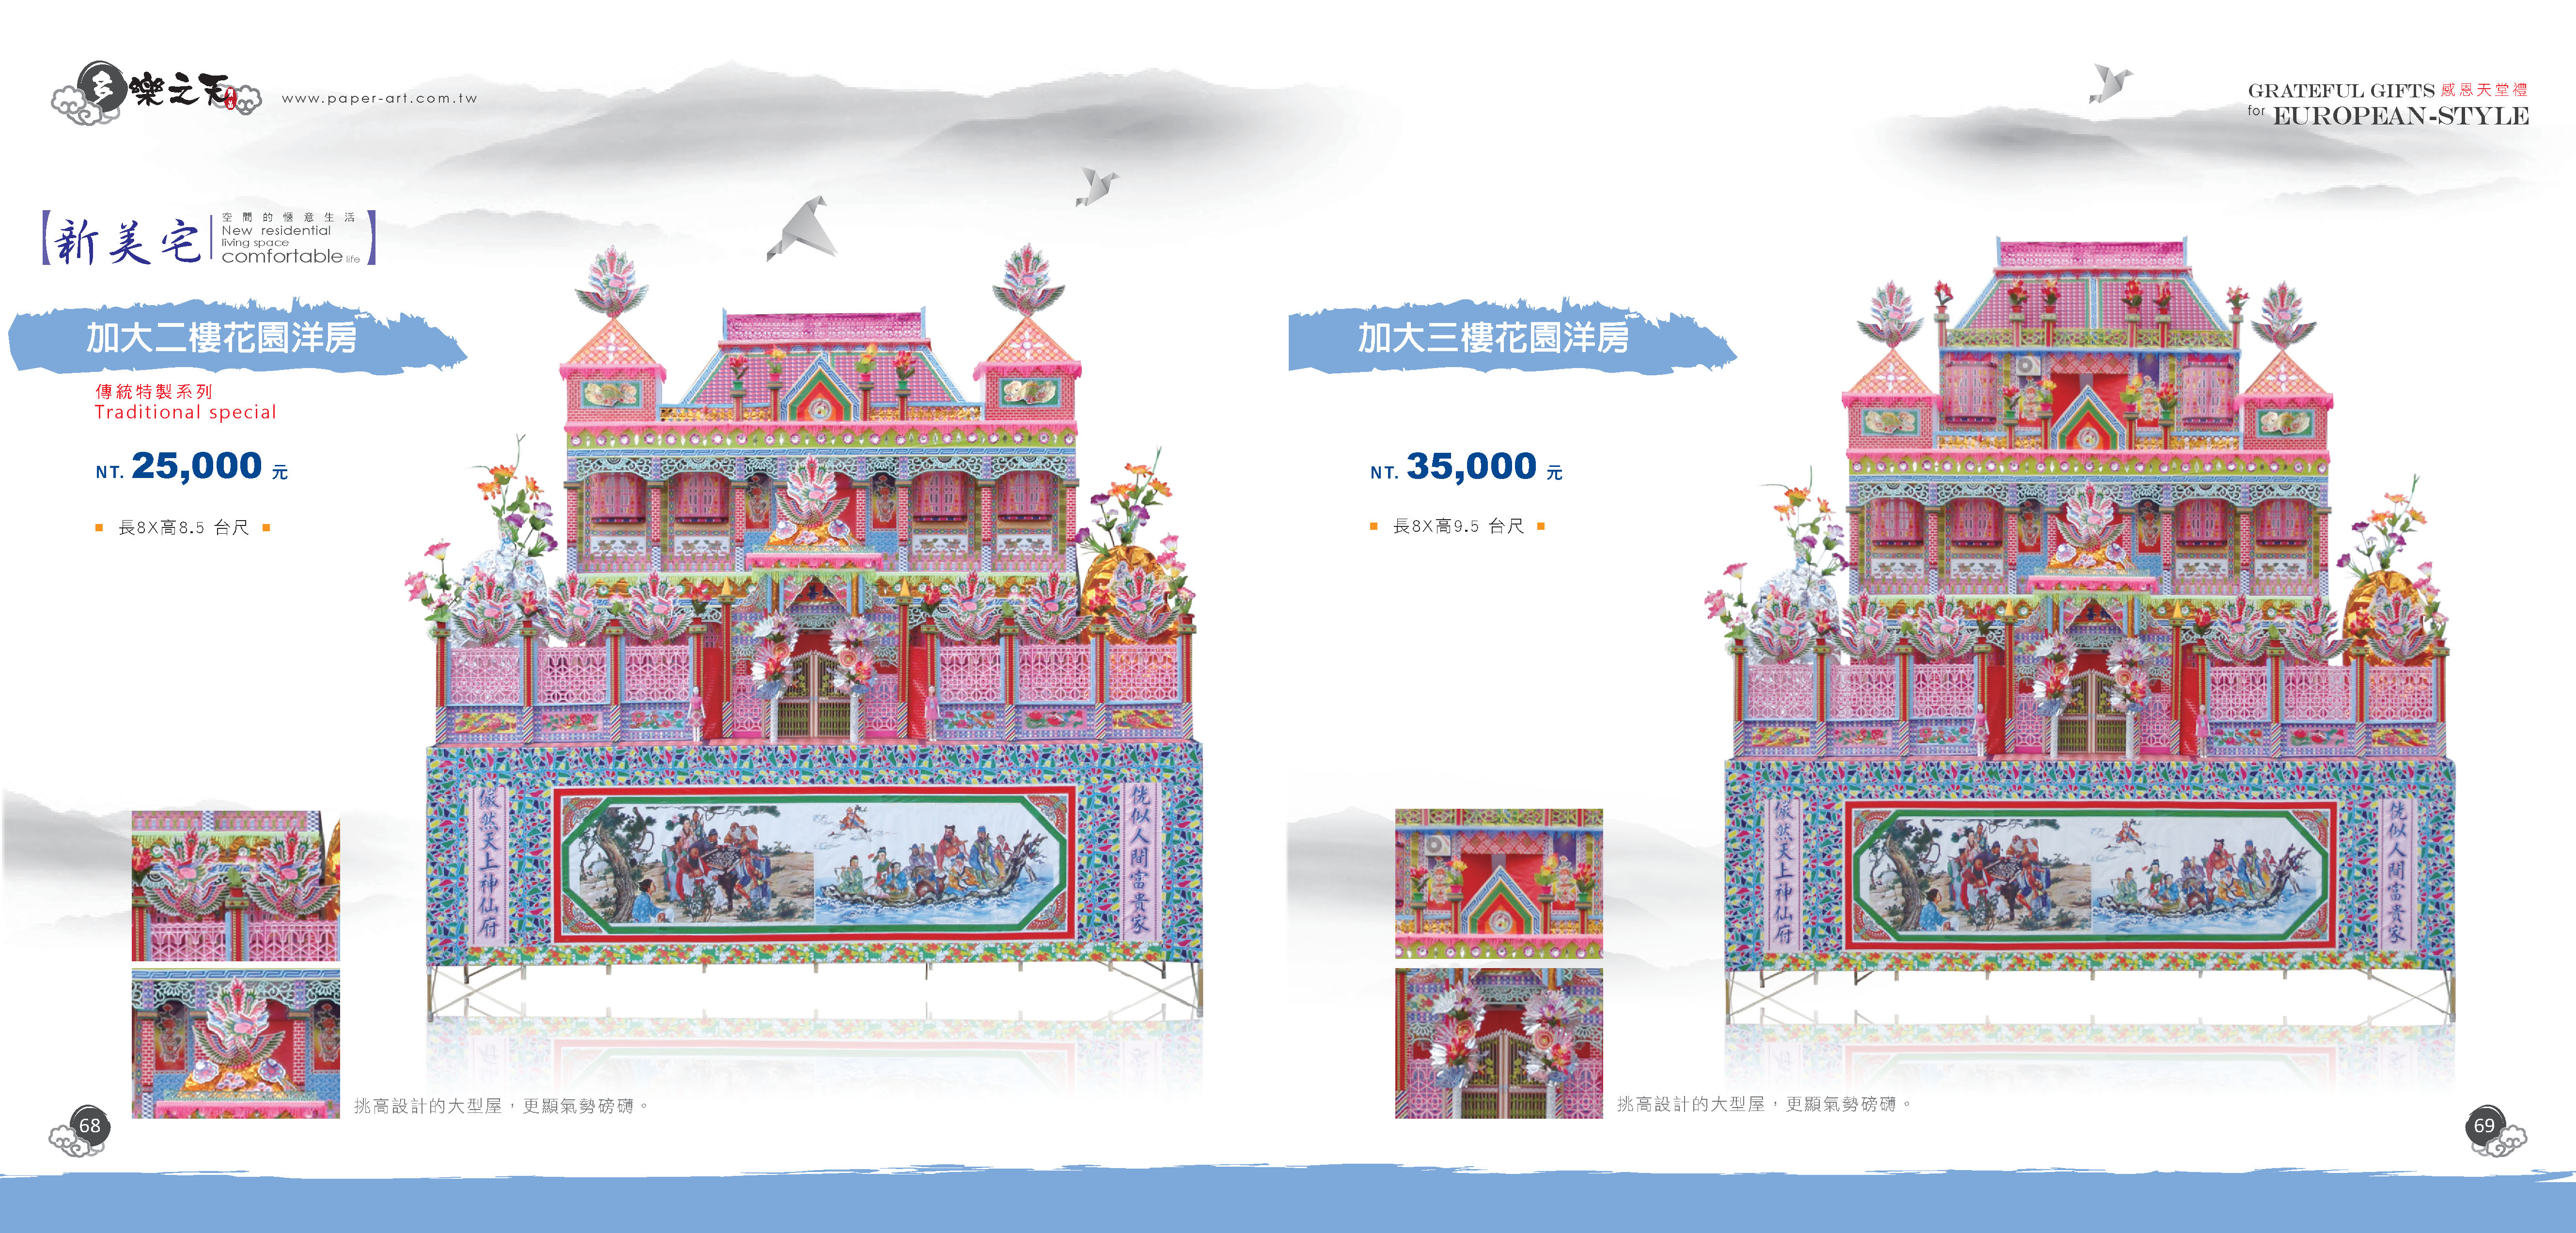 樂之天
www.paper-art.com.tw
GRATEFUL GIFTS 感恩天堂禮
for EUROPEAN-STYLE
【新美宅
空間的愜意生活
New residential
living space
comfortable life】
加大二樓花園洋房
傳統特製系列
Traditional special
NT. 25,000 元
長8X高8.5 台尺
儼然天上神仙府
恍似人間富貴家
挑高設計的大型屋，更顯氣勢磅礡。
68
加大三樓花園洋房
NT. 35,000 元
長8X高9.5 台尺
儼然天上神仙府
恍似人間富貴家
挑高設計的大型屋，更顯氣勢磅礡。
69